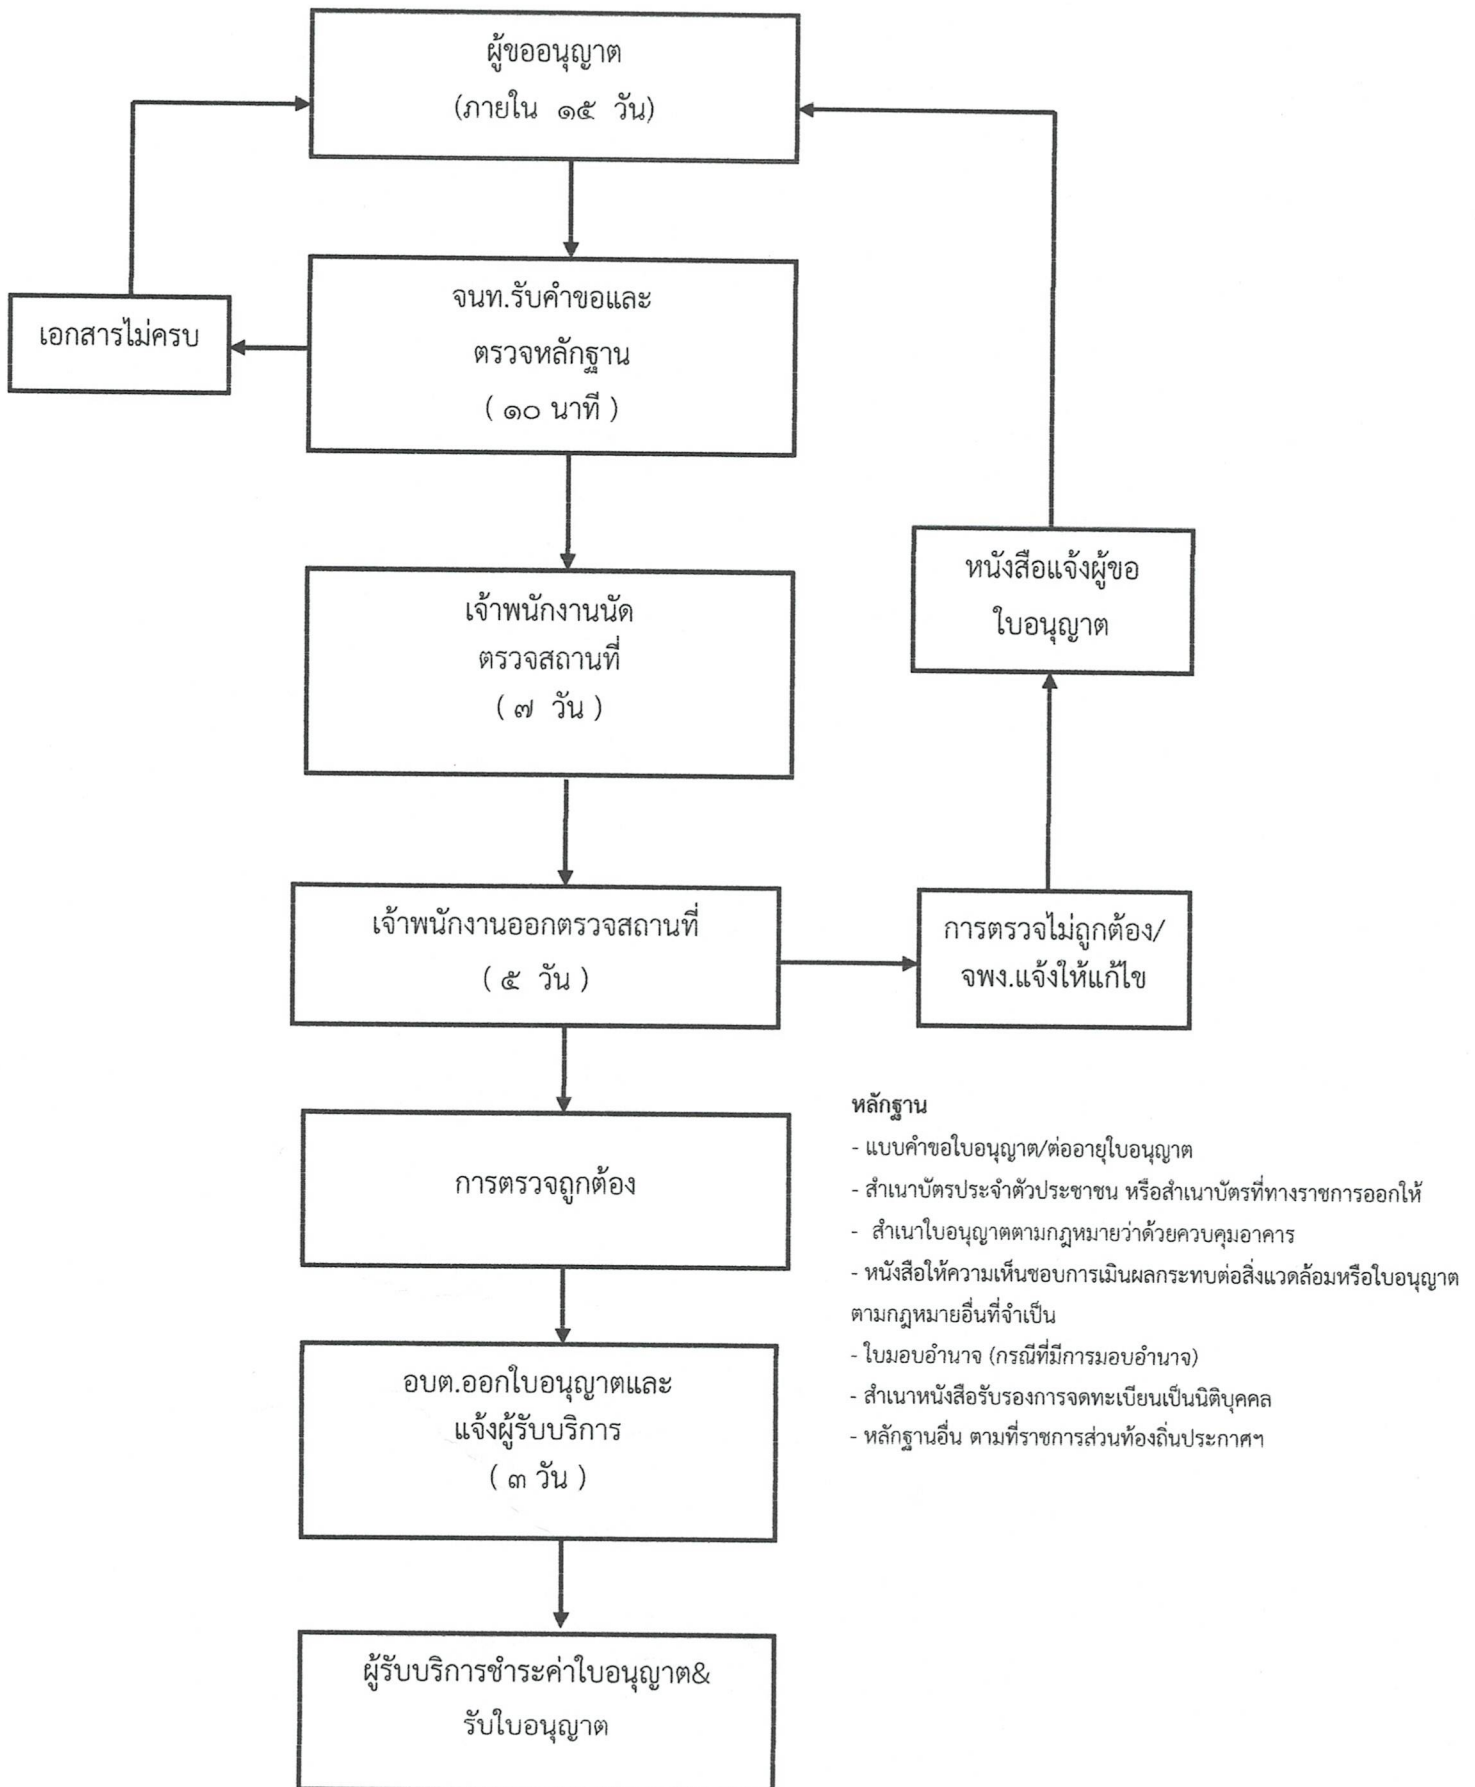 ผู้ขออนุญาต
(ภายใน ๑๕ วัน)
จนท.รับคำขอและ
ตรวจหลักฐาน
( ๑๐ นาที )
เอกสารไม่ครบ
เจ้าพนักงานนัด
ตรวจสถานที่
( ๗ วัน )
หนังสือแจ้งผู้ขอ
ใบอนุญาต
เจ้าพนักงานออกตรวจสถานที่
( ๕ วัน )
การตรวจไม่ถูกต้อง/
จพง.แจ้งให้แก้ไข
การตรวจถูกต้อง
อบต.ออกใบอนุญาตและ
แจ้งผู้รับบริการ
( ๓ วัน )
ผู้รับบริการชำระค่าใบอนุญาต&
รับใบอนุญาต
หลักฐาน
- แบบคำขอใบอนุญาต/ต่ออายุใบอนุญาต
- สำเนาบัตรประจำตัวประชาชน หรือสำเนาบัตรที่ทางราชการออกให้
- สำเนาใบอนุญาตตามกฎหมายว่าด้วยควบคุมอาคาร
- หนังสือให้ความเห็นชอบการเมินผลกระทบต่อสิ่งแวดล้อมหรือใบอนุญาต
ตามกฎหมายอื่นที่จำเป็น
- ใบมอบอำนาจ (กรณีที่มีการมอบอำนาจ)
- สำเนาหนังสือรับรองการจดทะเบียนเป็นนิติบุคคล
- หลักฐานอื่น ตามที่ราชการส่วนท้องถิ่นประกาศฯ